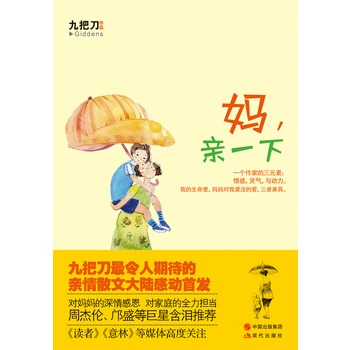 九把刀作品
▶Giddens
妈，
亲一下
一个作家的三元素：
情感，灵气，与动力。
我的生命里，妈妈对我灌注的爱，三者兼具。
九把刀最令人期待的
亲情散文大陆感动首发
对妈妈的深情感恩 对家庭的全力担当
周杰伦、邝盛等巨星含泪推荐
《读者》《意林》等媒体高度关注
中国出版集团
现代出版社